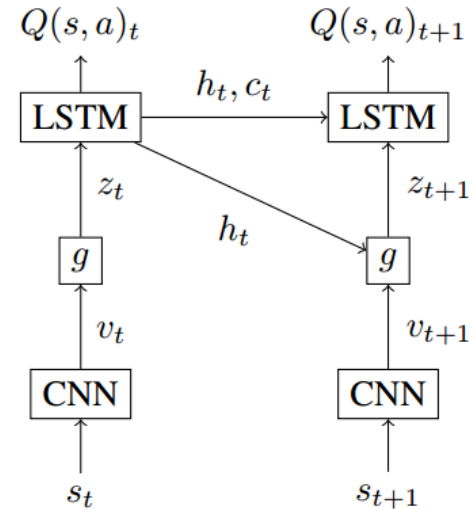 Q(s, a)_t Q(s, a)_{t+1}
LSTM h_t, c_t LSTM
z_t z_{t+1}
h_t
g g
v_t v_{t+1}
CNN CNN
s_t s_{t+1}